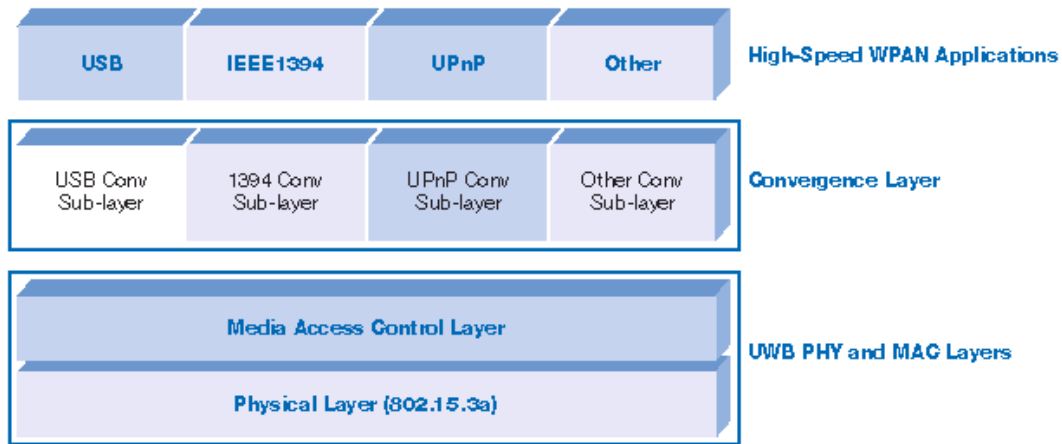 USB
IEEE1394
UPnP
Other
High-Speed WPAN Applications
USB Conv
Sub-layer
1394 Conv
Sub-layer
UPnP Conv
Sub-layer
Other Conv
Sub-layer
Convergence Layer
Media Access Control Layer
UWB PHY and MAC Layers
Physical Layer (802.15.3a)